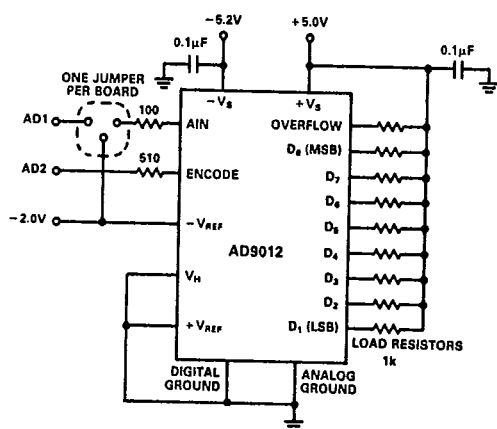 −5.2V
+5.0V
0.1µF
0.1µF
ONE JUMPER
PER BOARD
−VS
+VS
AD1
100
AIN
OVERFLOW
D8 (MSB)
AD2
510
ENCODE
D7
D6
−2.0V
−VREF
D5
AD9012
D4
VH
D3
D2
+VREF
D1 (LSB)
LOAD RESISTORS
1k
DIGITAL
GROUND
ANALOG
GROUND